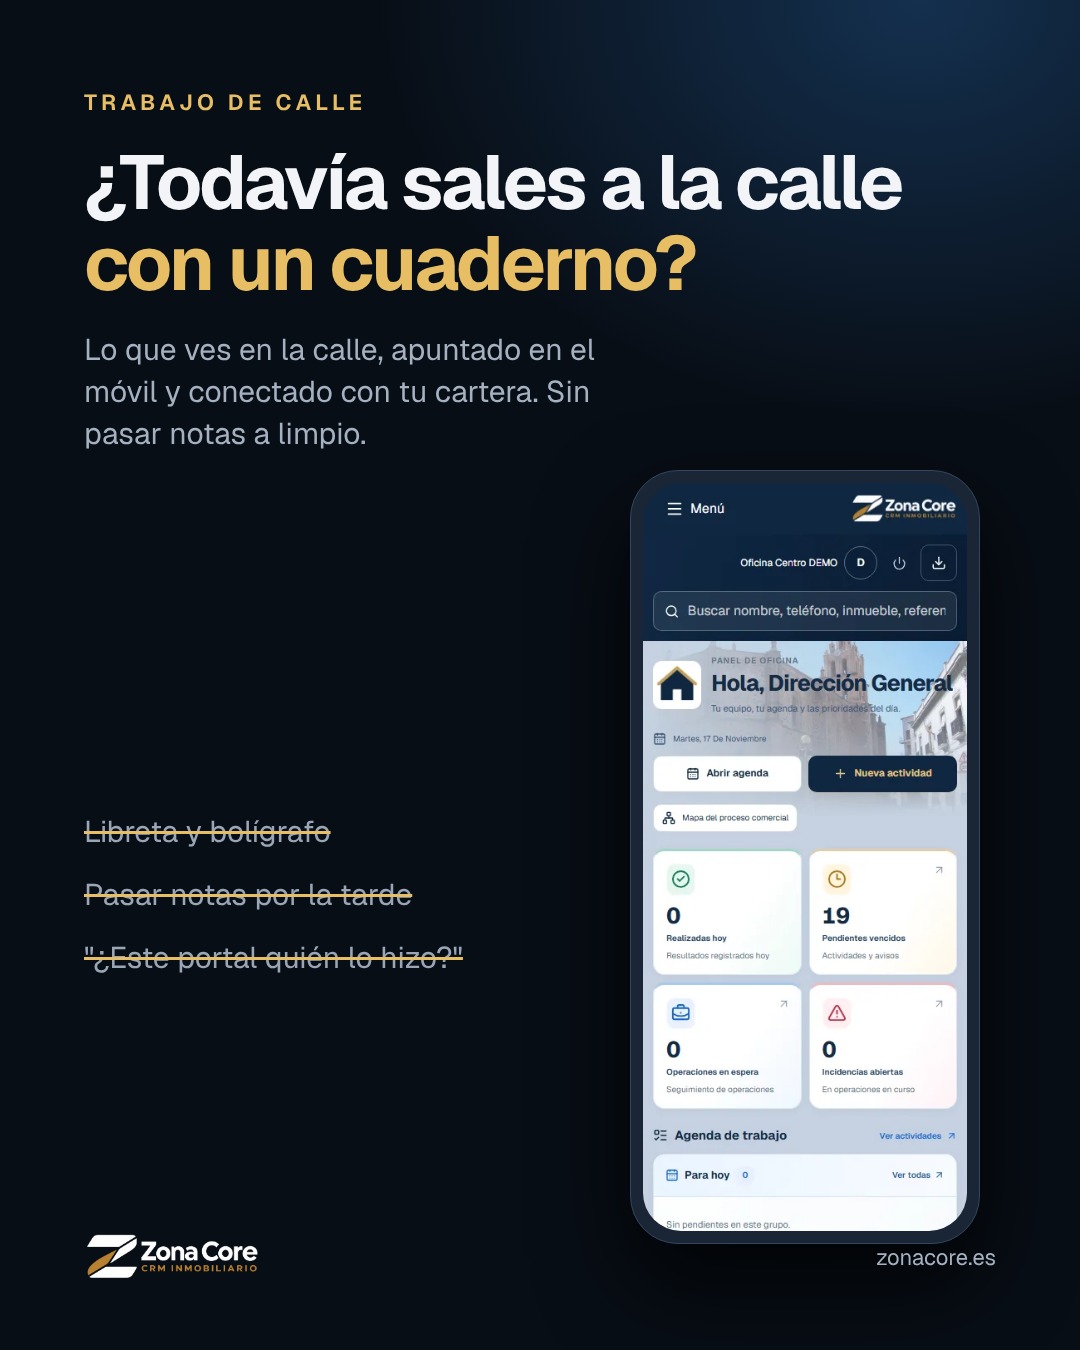 TRABAJO DE CALLE
¿Todavía sales a la calle
con un cuaderno?
Lo que ves en la calle, apuntado en el
móvil y conectado con tu cartera. Sin
pasar notas a limpio.
Libreta y bolígrafo
Pasar notas por la tarde
"¿Este portal quién lo hizo?"
Menú
Zona Core
CRM INMOBILIARIO
Oficina Centro DEMO
D
Buscar nombre, teléfono, inmueble, referen
PANEL DE OFICINA
Hola, Dirección General
Tu equipo, tu agenda y las prioridades del día.
Martes, 17 De Noviembre
Abrir agenda
Nueva actividad
Mapa del proceso comercial
0
Realizadas hoy
Resultados registrados hoy
19
Pendientes vencidos
Actividades y avisos
0
Operaciones en espera
Seguimiento de operaciones
0
Incidencias abiertas
En operaciones en curso
Agenda de trabajo
Ver actividades
Para hoy 0
Ver todas
Sin pendientes en este grupo.
Zona Core
CRM INMOBILIARIO
zonacore.es